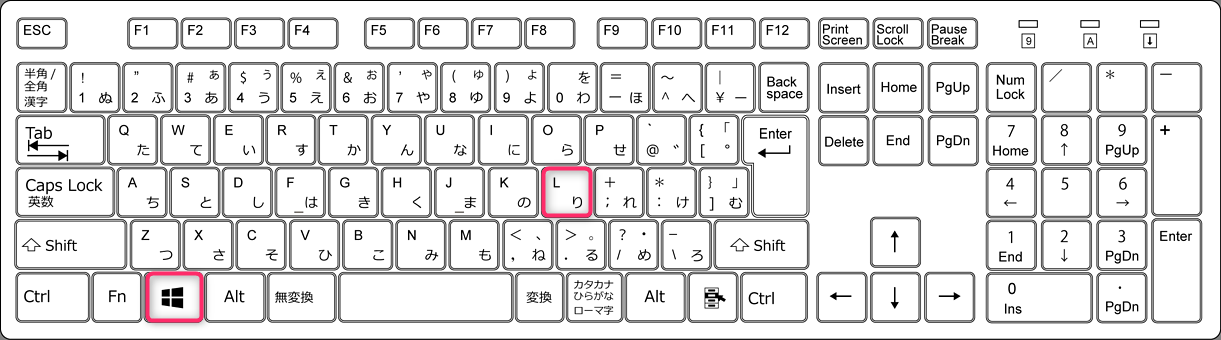 ESC F1 F2 F3 F4 F5 F6 F7 F8 F9 F10 F11 F12 Print Screen Scroll Lock Pause Break 9 A ↓
半角/全角 漢字 ! 1 ぬ " 2 ふ # ぁ 3 あ $ ぅ 4 う % ぇ 5 え & ぉ 6 お ' ゃ 7 や ( ゅ 8 ゆ ) ょ 9 よ を 0 わ = - ほ ~ ^ へ | ¥ ー Back space Insert Home PgUp Num Lock / * -
Tab Q た W て E い R す T か Y ん U な I に O ら P せ ` @ ゛ { 「 [ ゜ Enter Delete End PgDn 7 Home 8 ↑ 9 PgUp +
Caps Lock 英数 A ち S と D し F _ は G き H く J _ ま K の L り + ; れ * : け } 」 ] む 4 ← 5 6 →
Shift Z つ X さ C そ V ひ B こ N み M も < 、 , ね > 。 . る ? ・ / め _ \ ろ Shift ↑ 1 End 2 ↓ 3 PgDn Enter
Ctrl Fn Alt 無変換 変換 カタカナ ひらがな ローマ字 Alt Ctrl ← ↓ → 0 Ins . PgDn